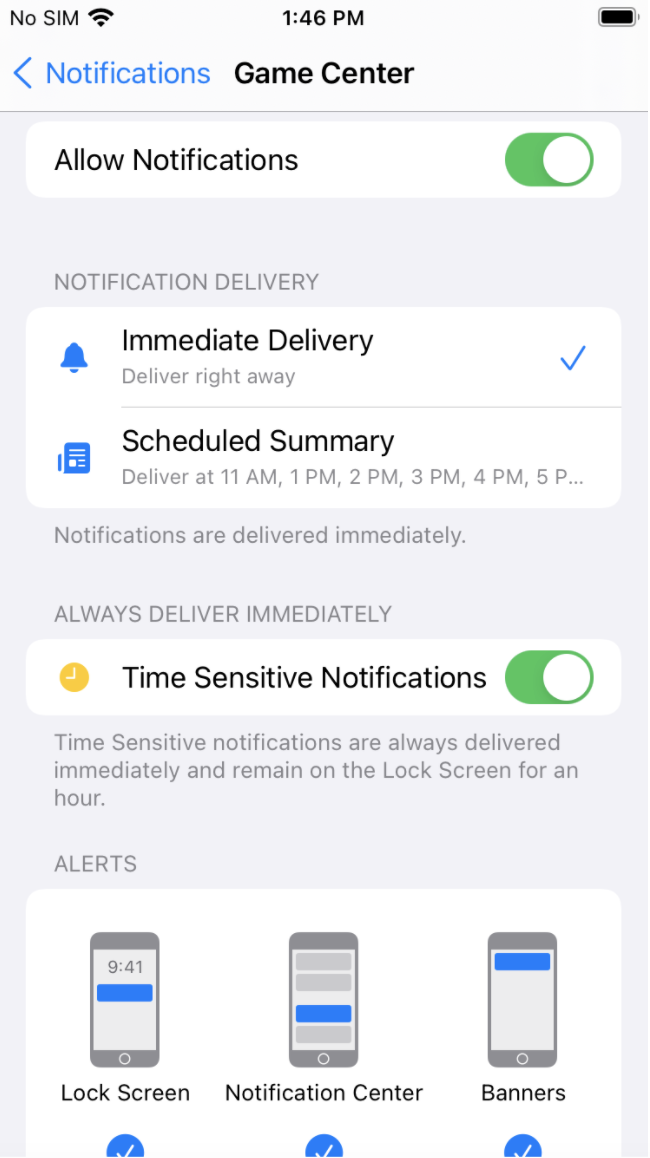 No SIM 1:46 PM
Notifications Game Center
Allow Notifications
NOTIFICATION DELIVERY
Immediate Delivery
Deliver right away
Scheduled Summary
Deliver at 11 AM, 1 PM, 2 PM, 3 PM, 4 PM, 5 P...
Notifications are delivered immediately.
ALWAYS DELIVER IMMEDIATELY
Time Sensitive Notifications
Time Sensitive notifications are always delivered
immediately and remain on the Lock Screen for an
hour.
ALERTS
9:41
Lock Screen Notification Center Banners